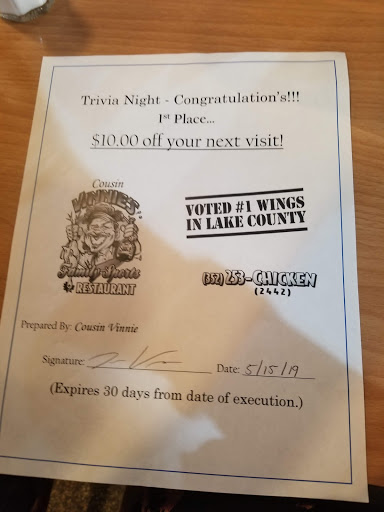 Trivia Night - Congratulation's!!!
1st Place...
$10.00 off your next visit!
Cousin
VINNIE'S
Family Sports
RESTAURANT
VOTED #1 WINGS
IN LAKE COUNTY
(352) 253-CHICKEN
(2442)
Prepared By: Cousin Vinnie
Signature:
Date: 5/15/19
(Expires 30 days from date of execution.)